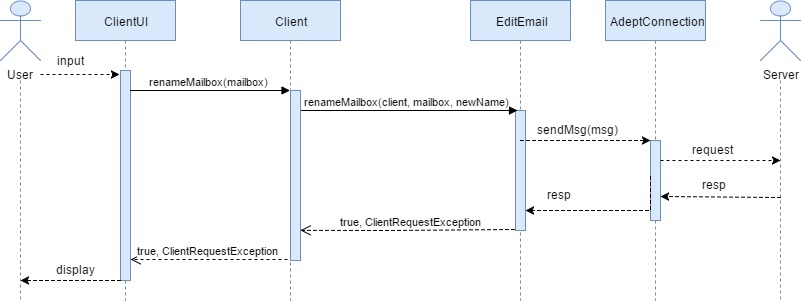 ClientUI
Client
EditEmail
AdeptConnection
User
Server
input
renameMailbox(mailbox)
renameMailbox(client, mailbox, newName)
sendMsg(msg)
request
resp
resp
true, ClientRequestException
true, ClientRequestException
display